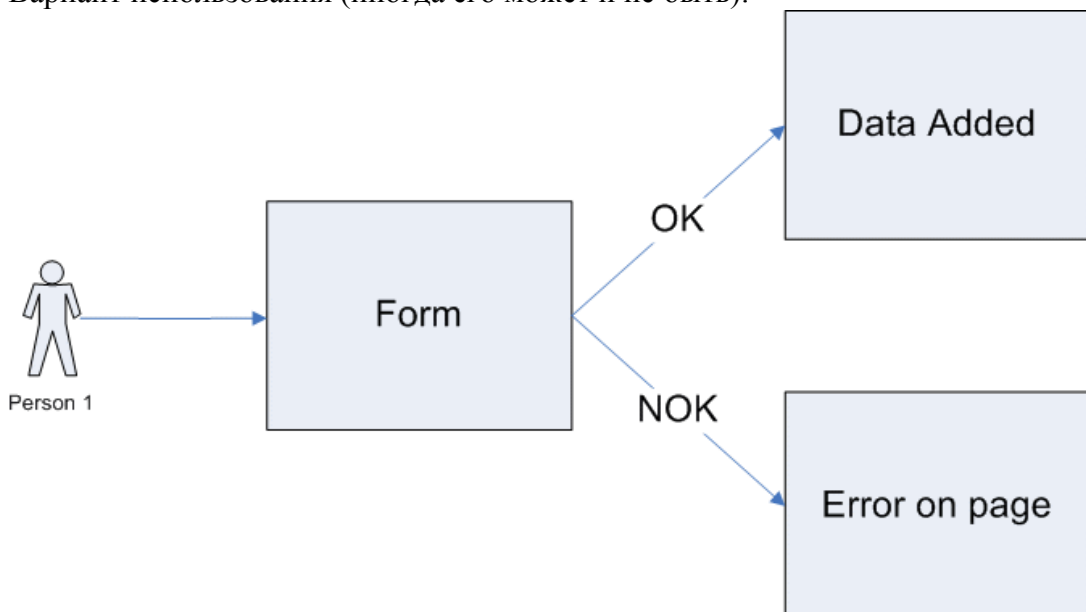 Вариант использования (иногда его может и не быть):
Data Added
OK
Form
Person 1
NOK
Error on page